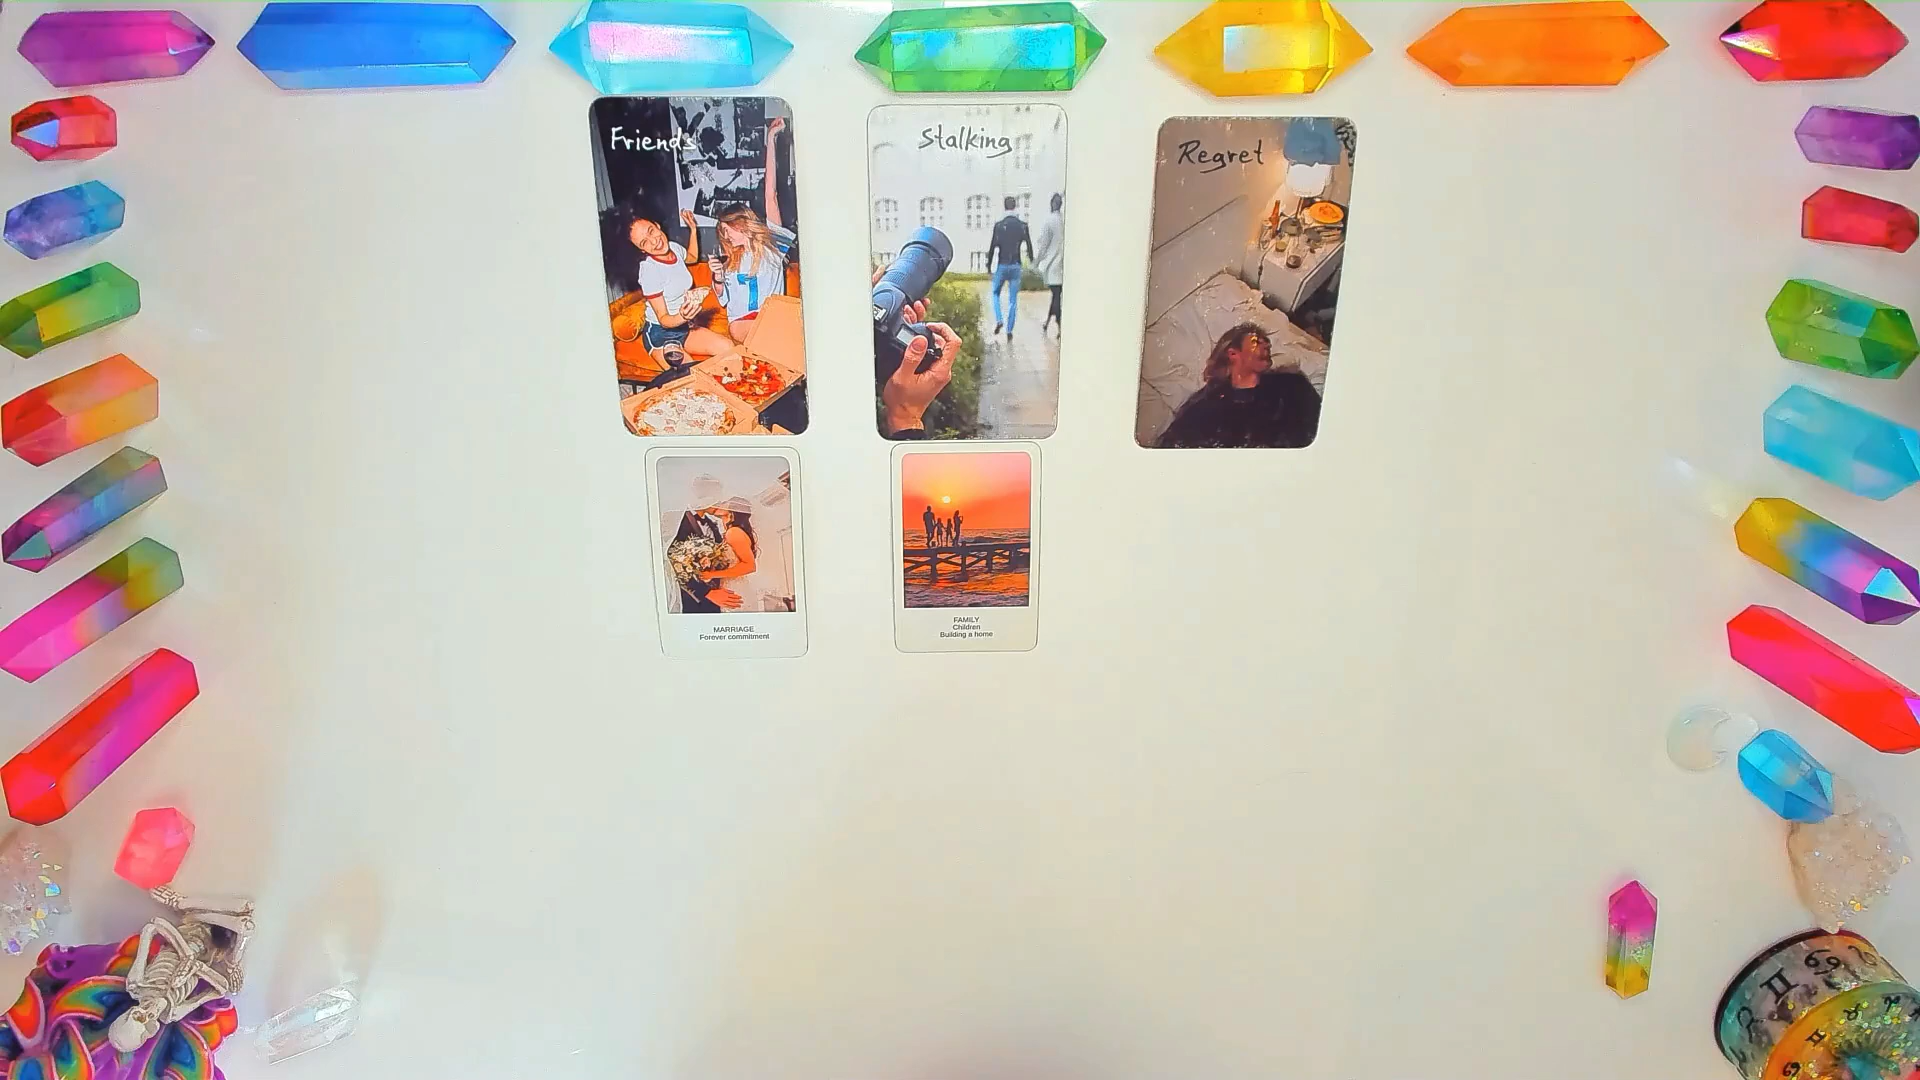 Friends
Stalking
Regret
MARRIAGE
Forever commitment
FAMILY
Children
Building a home